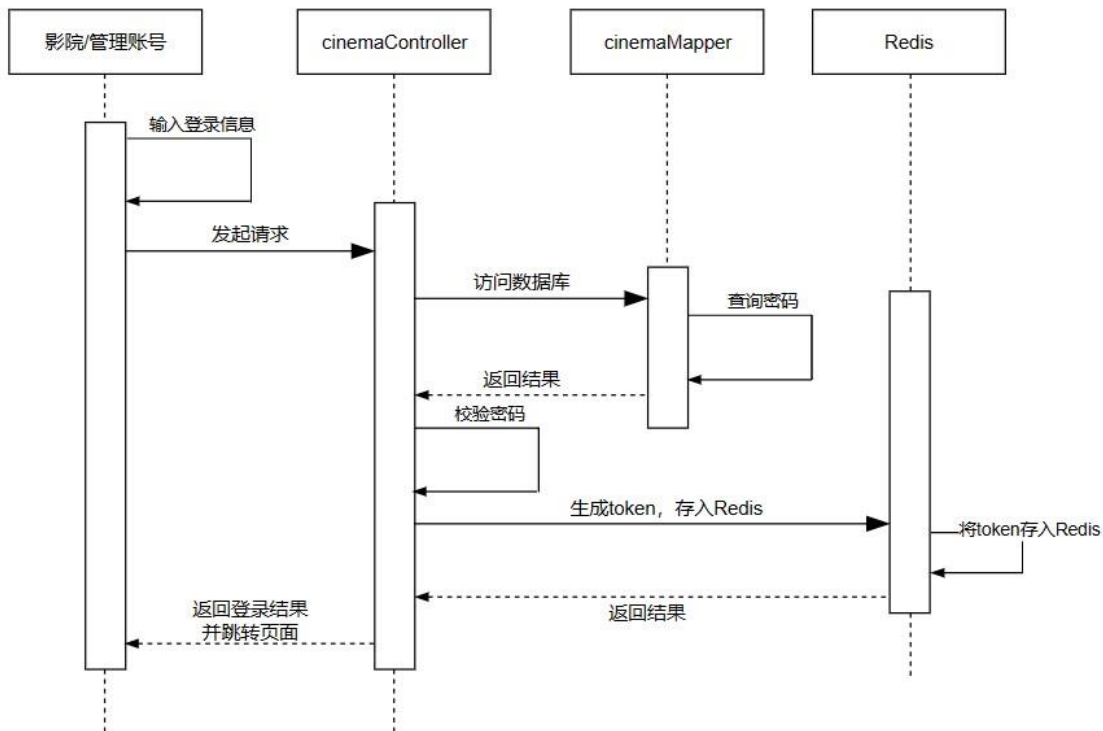 影院/管理账号
cinemaController
cinemaMapper
Redis
输入登录信息
发起请求
访问数据库
查询密码
返回结果
校验密码
生成token，存入Redis
将token存入Redis
返回结果
返回登录结果
并跳转页面